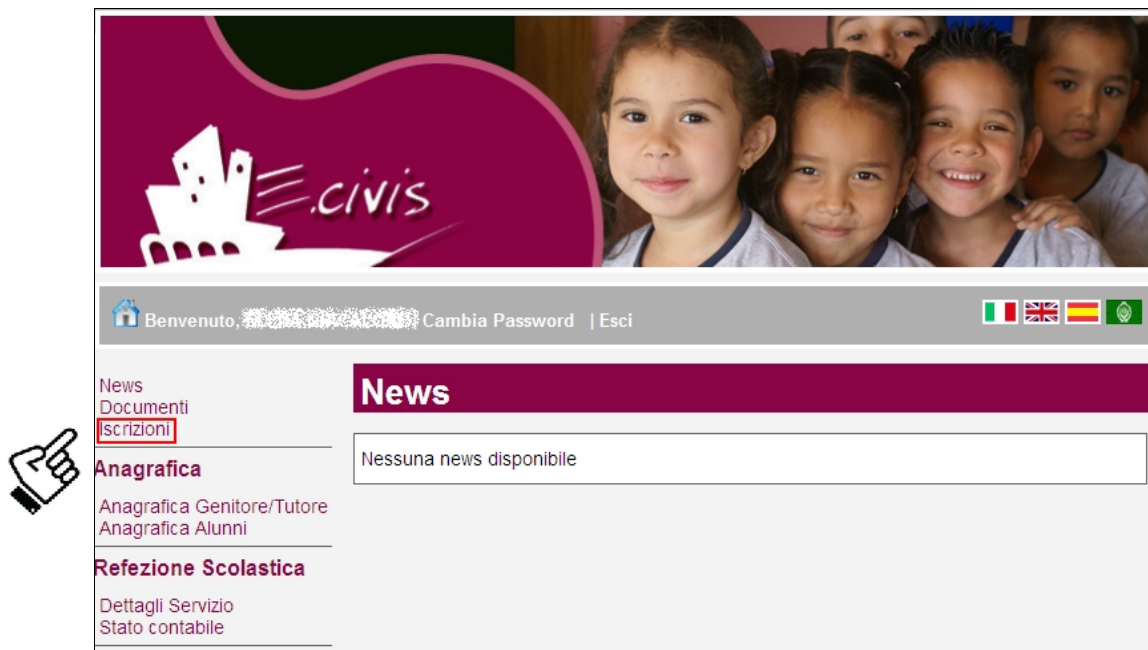 E.civis
Benvenuto, Cambia Password | Esci
News
Documenti
Iscrizioni
Anagrafica
Anagrafica Genitore/Tutore
Anagrafica Alunni
Refezione Scolastica
Dettagli Servizio
Stato contabile
News
Nessuna news disponibile